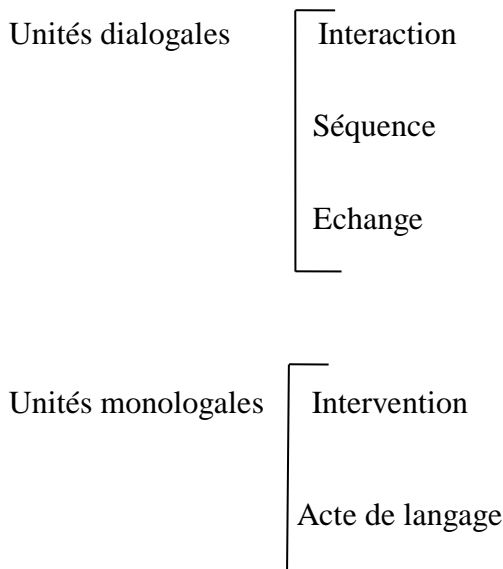 Unités dialogales Interaction
Séquence
Echange
Unités monologales Intervention
Acte de langage